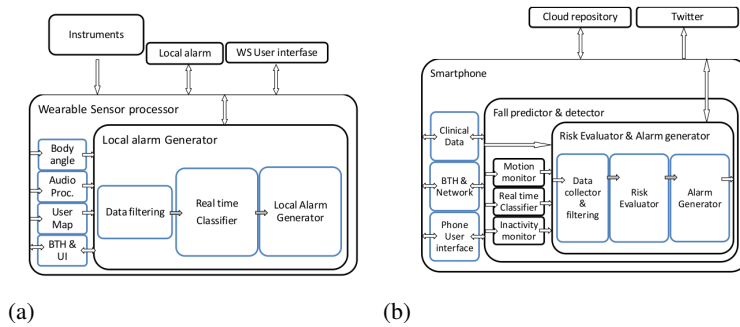 Instruments
Local alarm
WS User interfase
Wearable Sensor processor
Local alarm Generator
Body
angle
Audio
Proc.
User
Map
BTH &
UI
Data filtering
Real time
Classifier
Local Alarm
Generator
(a)
Cloud repository
Twitter
Smartphone
Fall predictor & detector
Clinical
Data
BTH &
Network
Phone
User
interface
Risk Evaluator & Alarm generator
Motion
monitor
Real time
Classifier
Inactivity
monitor
Data
collector
&
filtering
Risk
Evaluator
Alarm
Generator
(b)